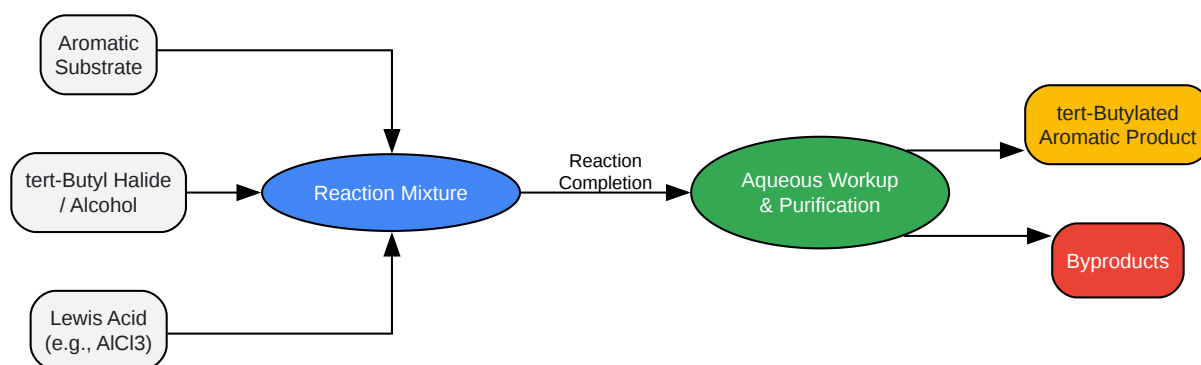 Aromatic
Substrate
tert-Butyl Halide
/ Alcohol
Lewis Acid
(e.g., AlCl3)
Reaction Mixture
Reaction
Completion
Aqueous Workup
& Purification
tert-Butylated
Aromatic Product
Byproducts